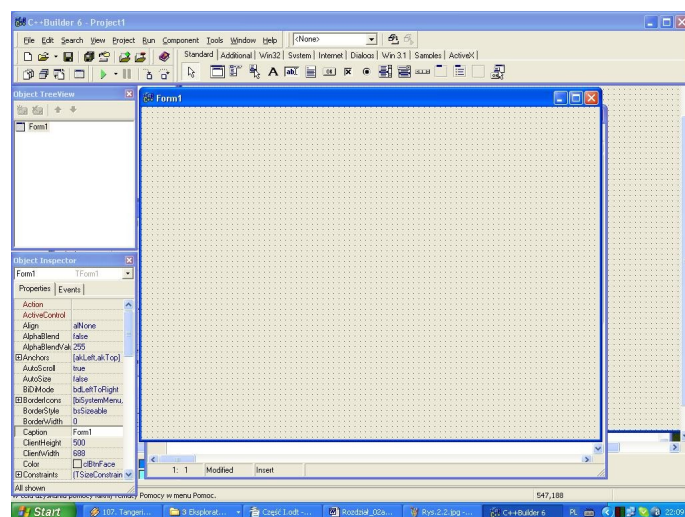 C++Builder 6 - Project1
File Edit Search View Project Run Component Tools Window Help <None>
Standard Additional Win32 System Internet Dialogs Win 3.1 Samples ActiveX
Object TreeView
Form1
Form1
Object Inspector
Form1 TForm1
Properties Events
Action
ActiveControl
Align alNone
AlphaBlend false
AlphaBlendVal 255
Anchors [akLeft,akTop]
AutoScroll true
AutoSize false
BiDiMode bdLeftToRight
BorderIcons [biSystemMenu,
BorderStyle bsSizeable
BorderWidth 0
Caption Form1
ClientHeight 500
ClientWidth 688
Color clBtnFace
Constraints (TSizeConstrain
All shown
1: 1 Modified Insert
Pomocy w menu Pomoc. 547,188
Start 107. Tangeri... 3 Eksplorat... Część I.odt -... Rozdział_02a... Rys.2.2.jpg -... C++Builder 6 PL 22:09